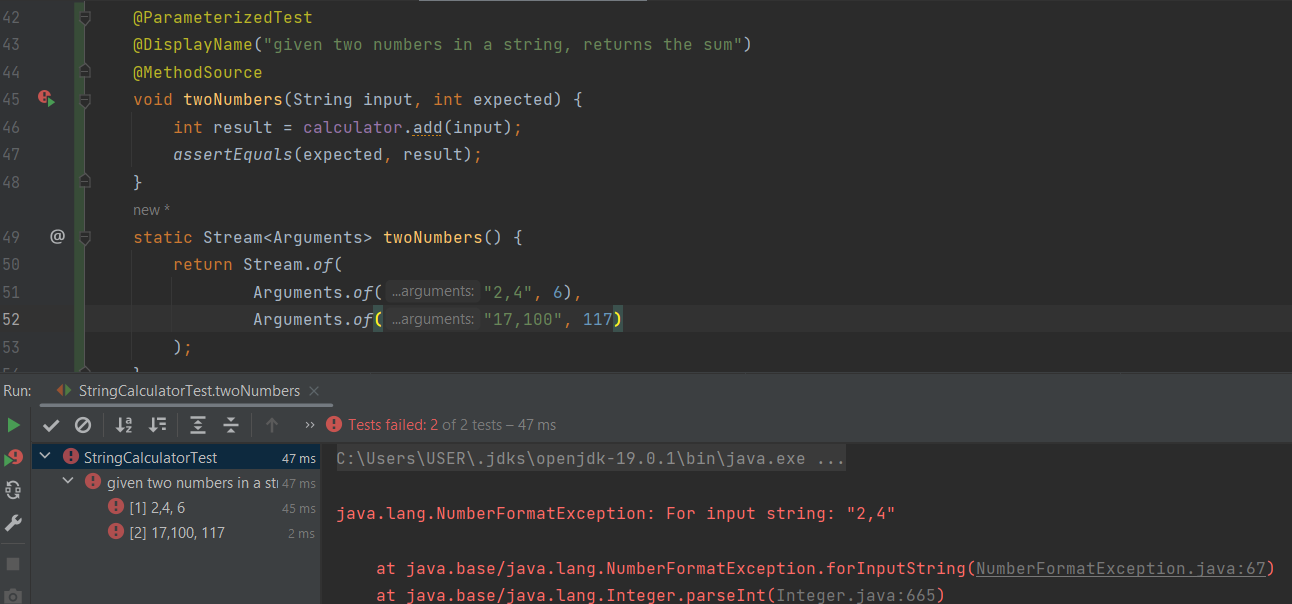 42 @ParameterizedTest
43 @DisplayName("given two numbers in a string, returns the sum")
44 @MethodSource
45 void twoNumbers(String input, int expected) {
46 int result = calculator.add(input);
47 assertEquals(expected, result);
48 }
new *
49 @ static Stream<Arguments> twoNumbers() {
50 return Stream.of(
51 Arguments.of( ...arguments: "2,4", 6),
52 Arguments.of( ...arguments: "17,100", 117)
53 );
Run: StringCalculatorTest.twoNumbers ×
>> Tests failed: 2 of 2 tests – 47 ms
StringCalculatorTest 47 ms
given two numbers in a st 47 ms
[1] 2,4, 6 45 ms
[2] 17,100, 117 2 ms
C:\Users\USER\.jdks\openjdk-19.0.1\bin\java.exe ...
java.lang.NumberFormatException: For input string: "2,4"
at java.base/java.lang.NumberFormatException.forInputString(NumberFormatException.java:67)
at java.base/java.lang.Integer.parseInt(Integer.java:665)